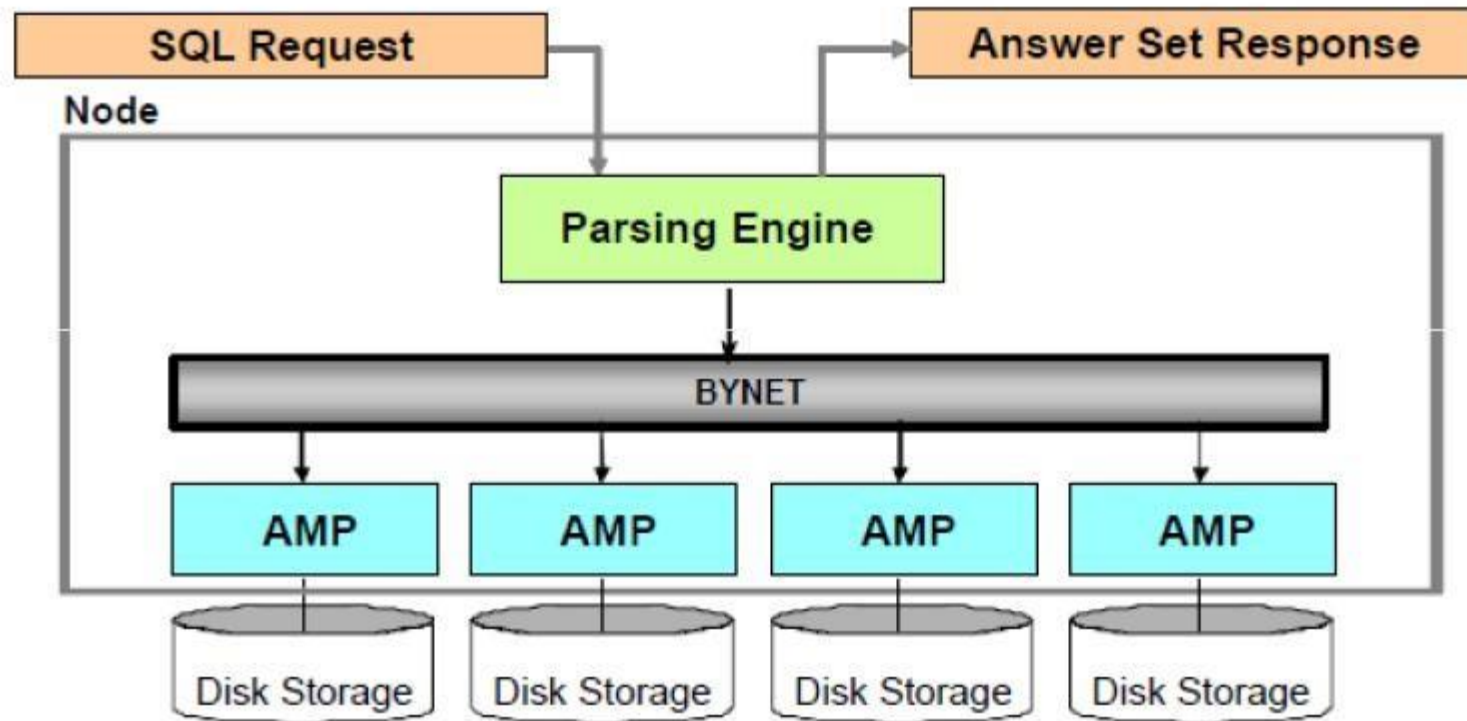 SQL Request
Answer Set Response
Node
Parsing Engine
BYNET
AMP
AMP
AMP
AMP
Disk Storage
Disk Storage
Disk Storage
Disk Storage